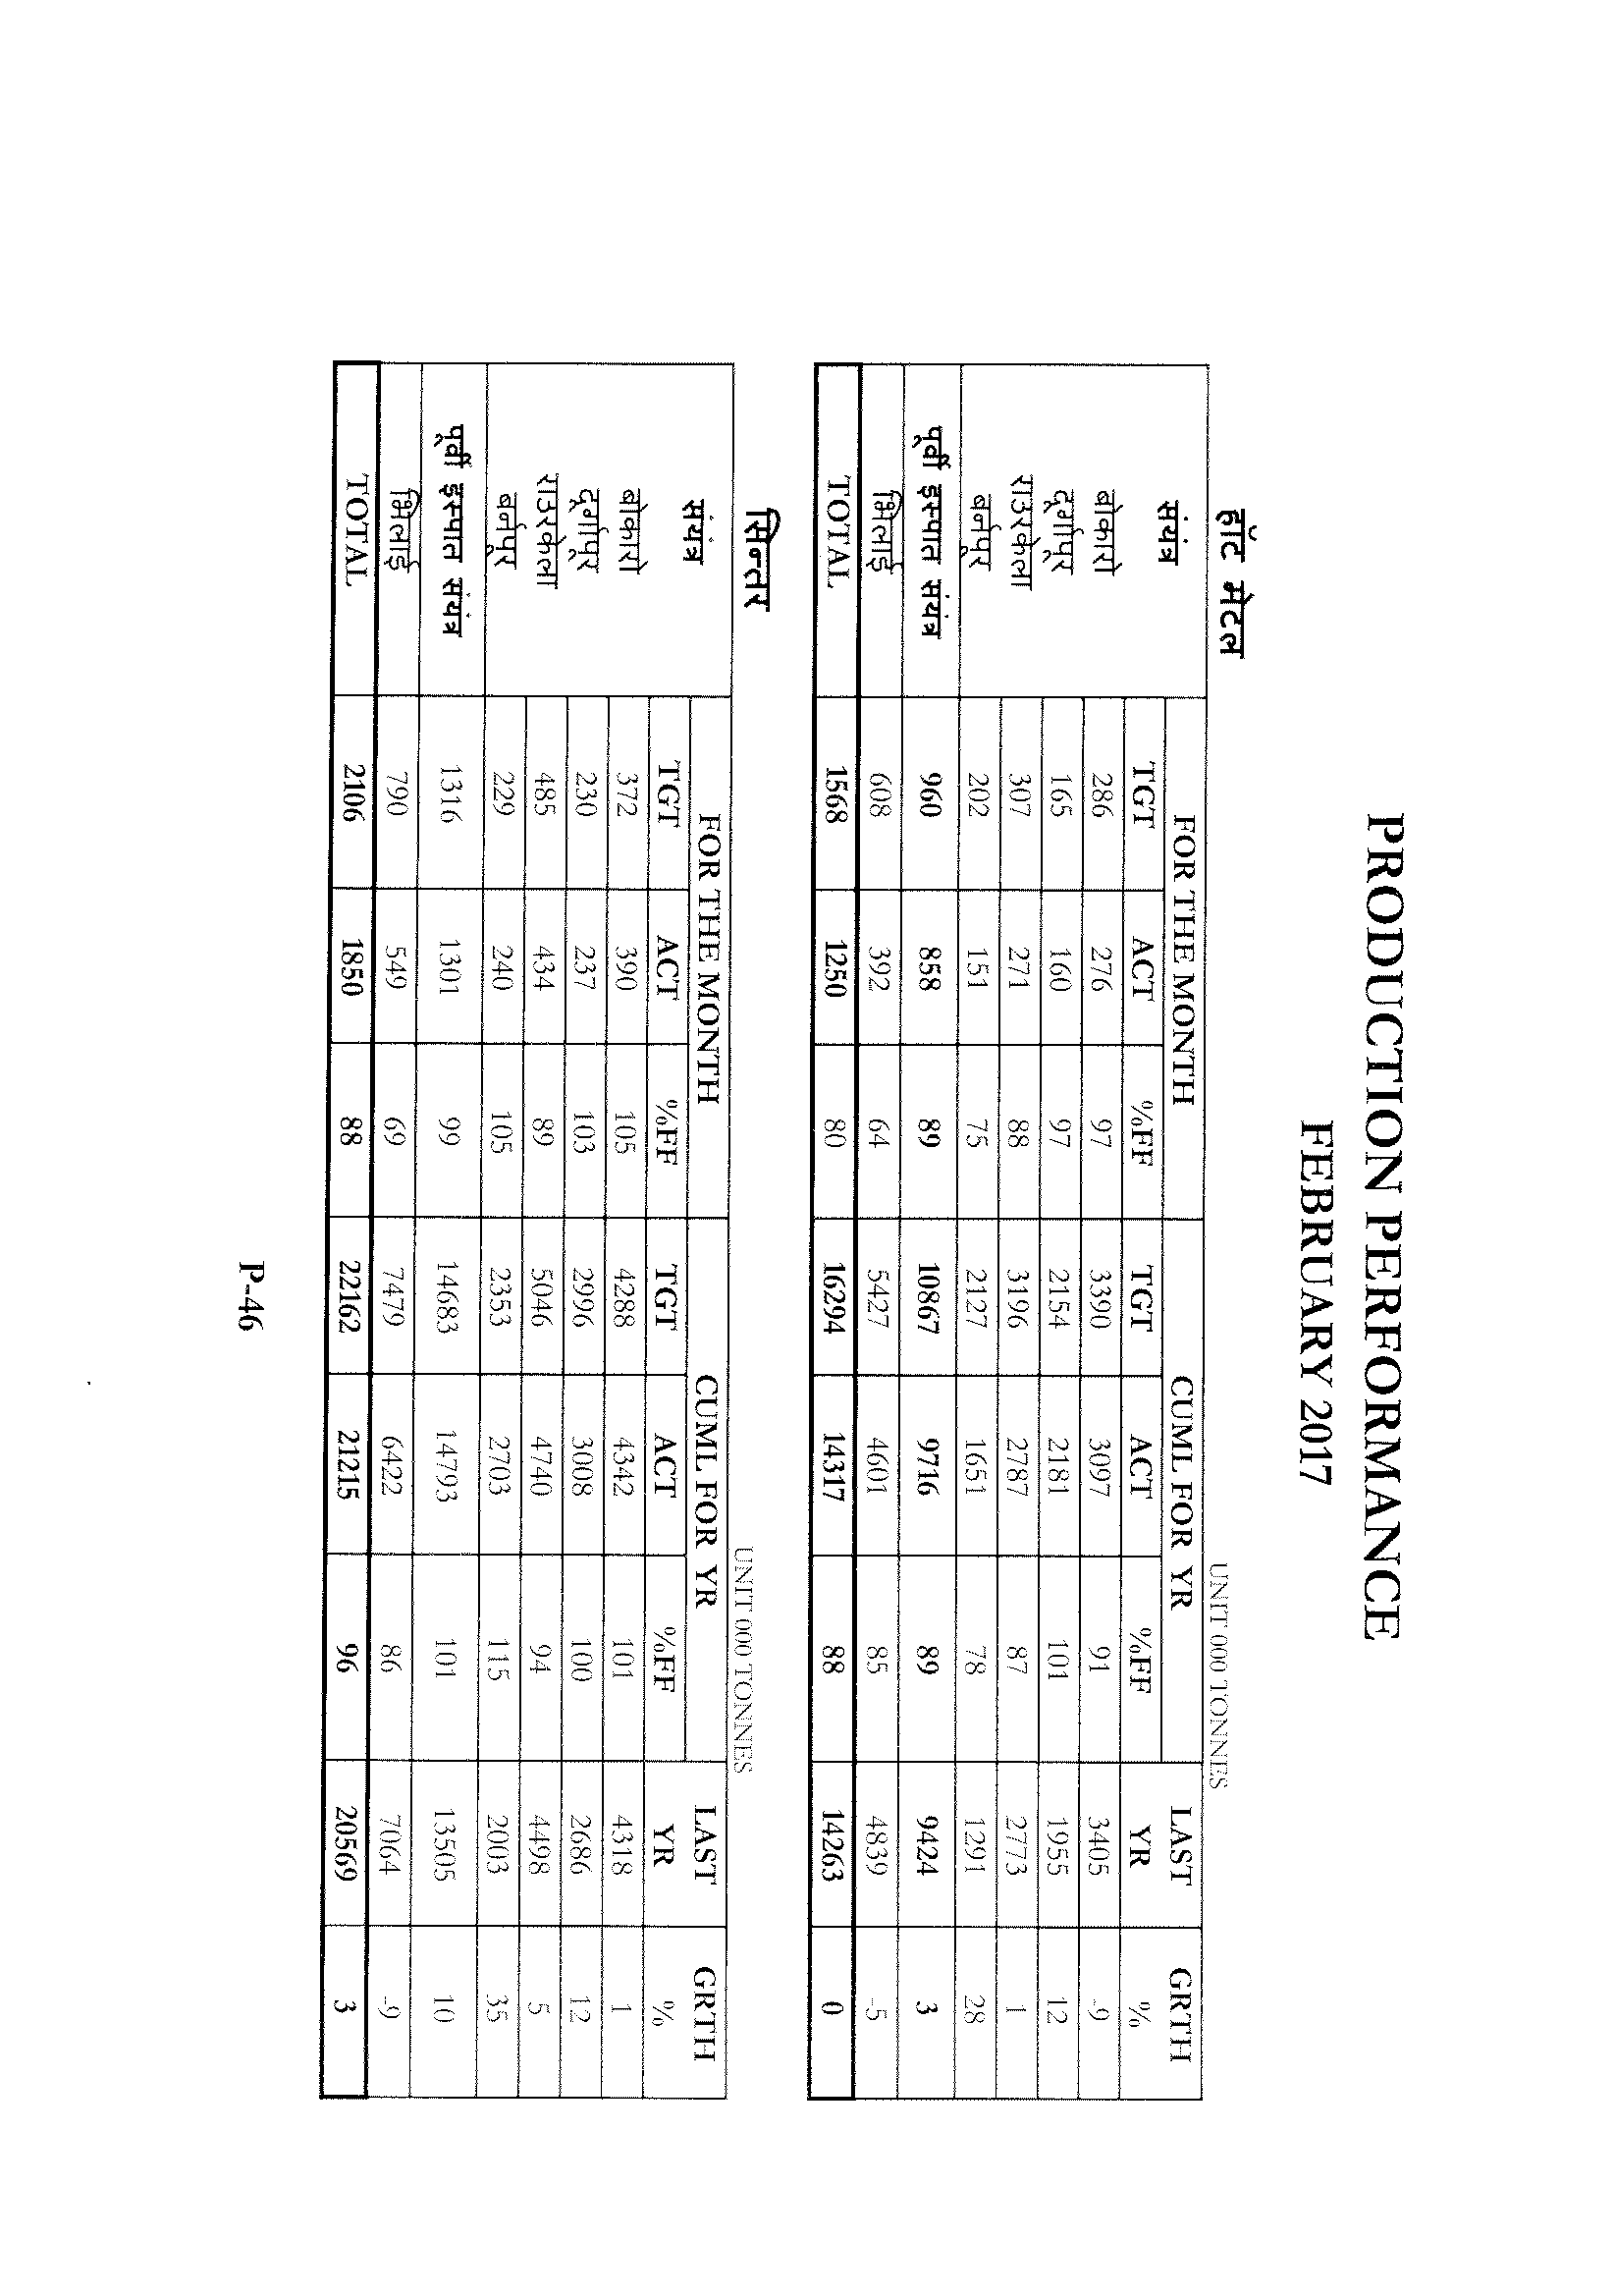 PRODUCTION PERFORMANCE
FEBRUARY 2017
हॉट मेटल
UNIT 000 TONNES
संयंत्र FOR THE MONTH CUML FOR YR LAST GRTH
TGT ACT %FF TGT ACT %FF YR %
बोकारो 286 276 97 3390 3097 91 3405 -9
दुर्गापुर 165 160 97 2154 2181 101 1955 12
राउरकेला 307 271 88 3196 2787 87 2773 1
बर्नपुर 202 151 75 2127 1651 78 1291 28
पूर्वी इस्पात संयंत्र 960 858 89 10867 9716 89 9424 3
भिलाई 608 392 64 5427 4601 85 4839 -5
TOTAL 1568 1250 80 16294 14317 88 14263 0
सिन्तर
UNIT 000 TONNES
संयंत्र FOR THE MONTH CUML FOR YR LAST GRTH
TGT ACT %FF TGT ACT %FF YR %
बोकारो 372 390 105 4288 4342 101 4318 1
दुर्गापुर 230 237 103 2996 3008 100 2686 12
राउरकेला 485 434 89 5046 4740 94 4498 5
बर्नपुर 229 240 105 2353 2703 115 2003 35
पूर्वी इस्पात संयंत्र 1316 1301 99 14683 14793 101 13505 10
भिलाई 790 549 69 7479 6422 86 7064 -9
TOTAL 2106 1850 88 22162 21215 96 20569 3
P-46